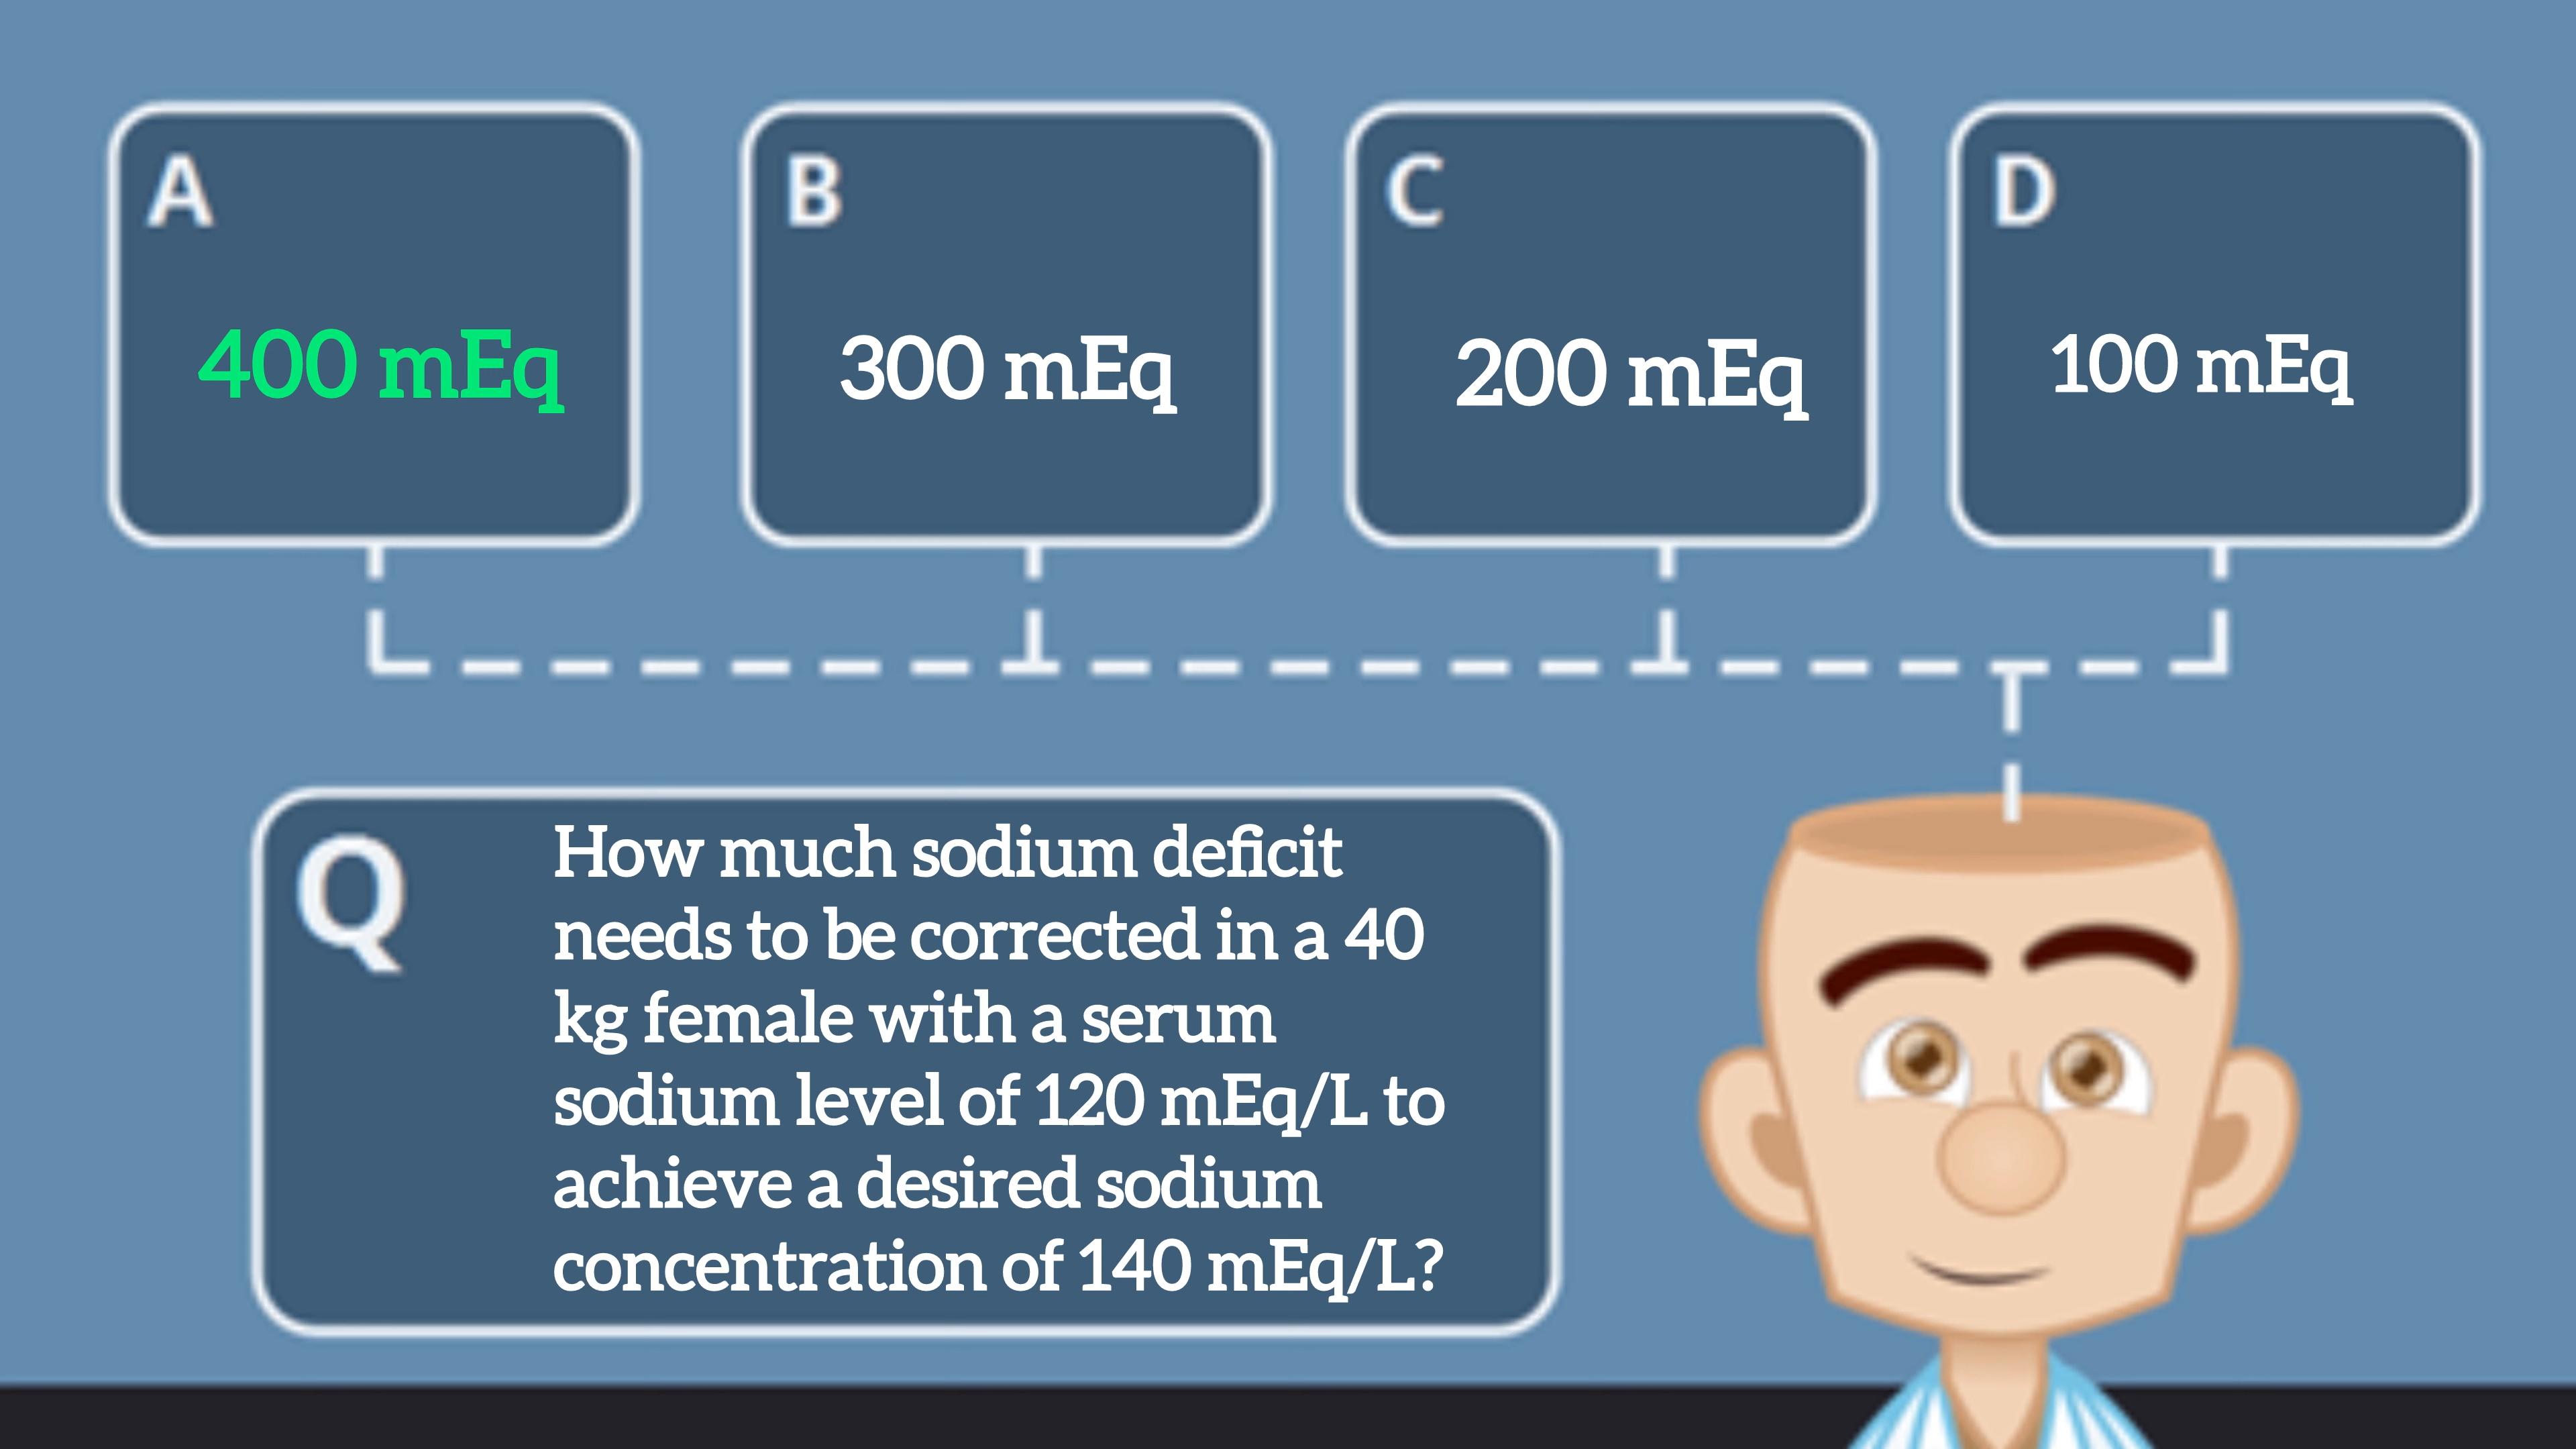 A
400 mEq
B
300 mEq
C
200 mEq
D
100 mEq
Q
How much sodium deficit
needs to be corrected in a 40
kg female with a serum
sodium level of 120 mEq/L to
achieve a desired sodium
concentration of 140 mEq/L?